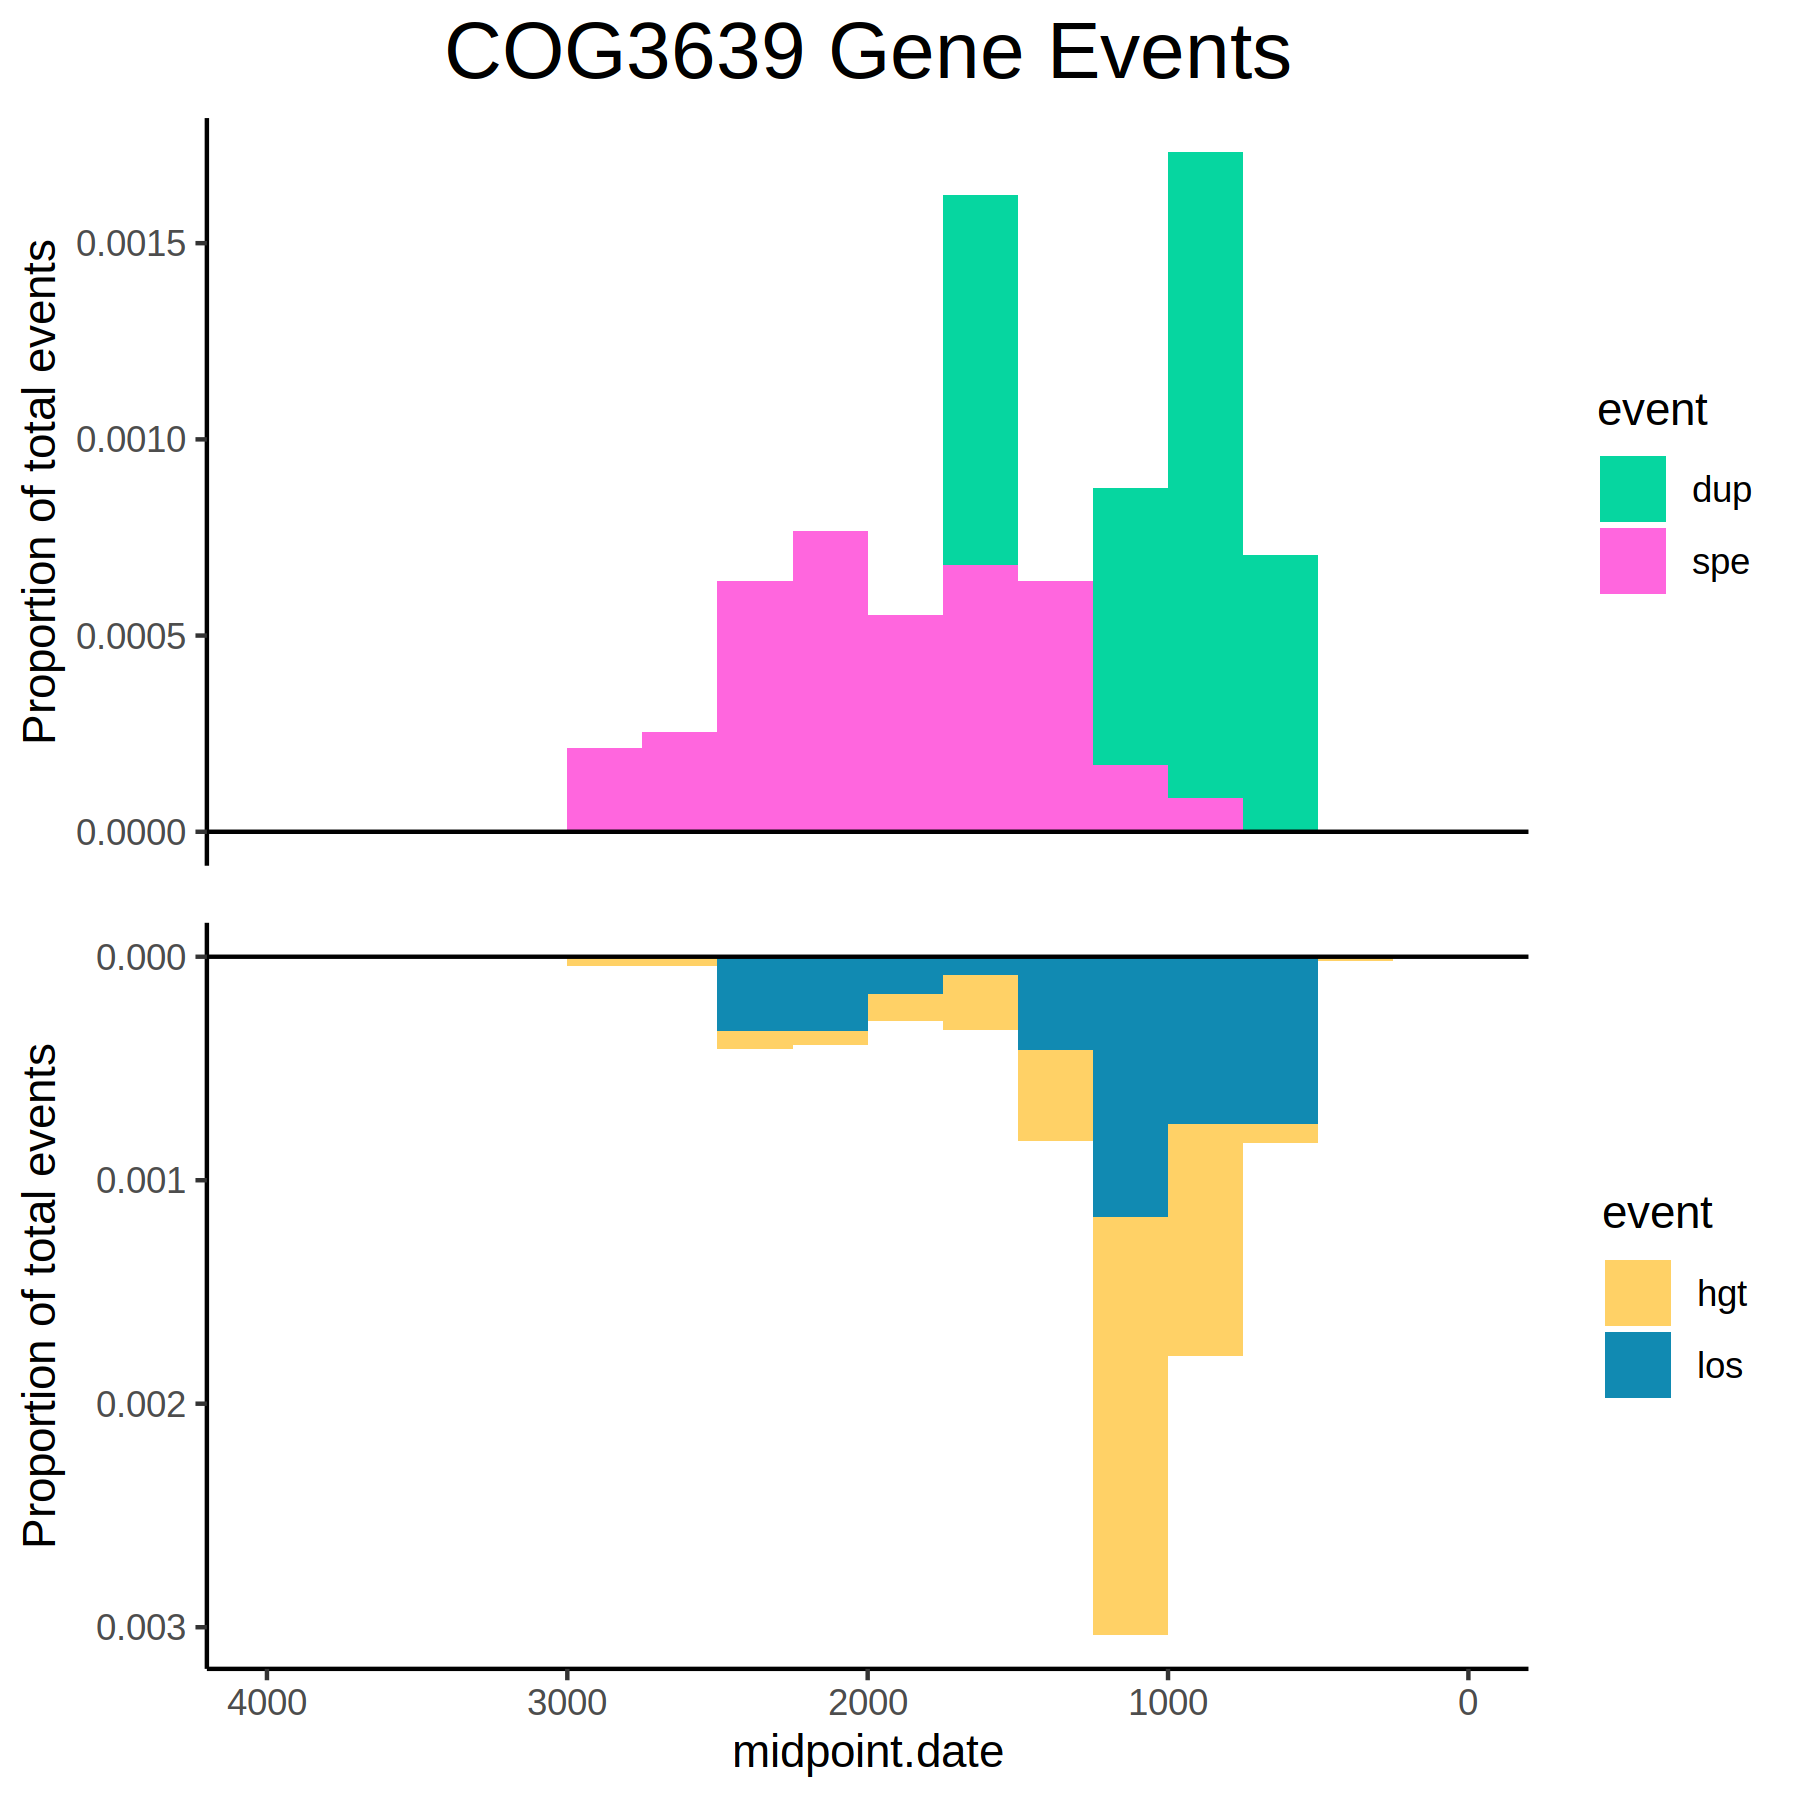 COG3639 Gene Events
Proportion of total events
0.0015
0.0010
0.0005
0.0000
event
dup
spe
Proportion of total events
0.000
0.001
0.002
0.003
event
hgt
los
4000 3000 2000 1000 0
midpoint.date